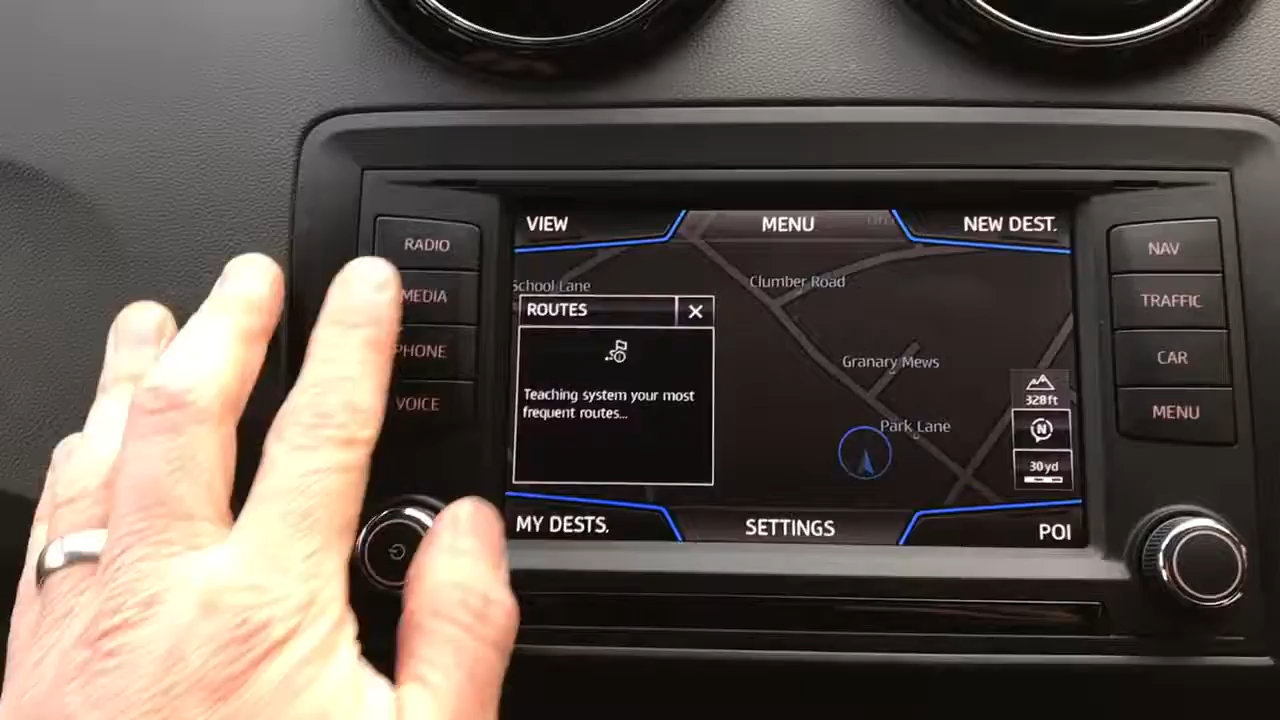 VIEW
MENU
NEW DEST.
RADIO
MEDIA
PHONE
VOICE
School Lane
Clumber Road
ROUTES
Teaching system your most
frequent routes...
Granary Mews
Park Lane
328ft
N
30yd
MY DESTS.
SETTINGS
POI
NAV
TRAFFIC
CAR
MENU